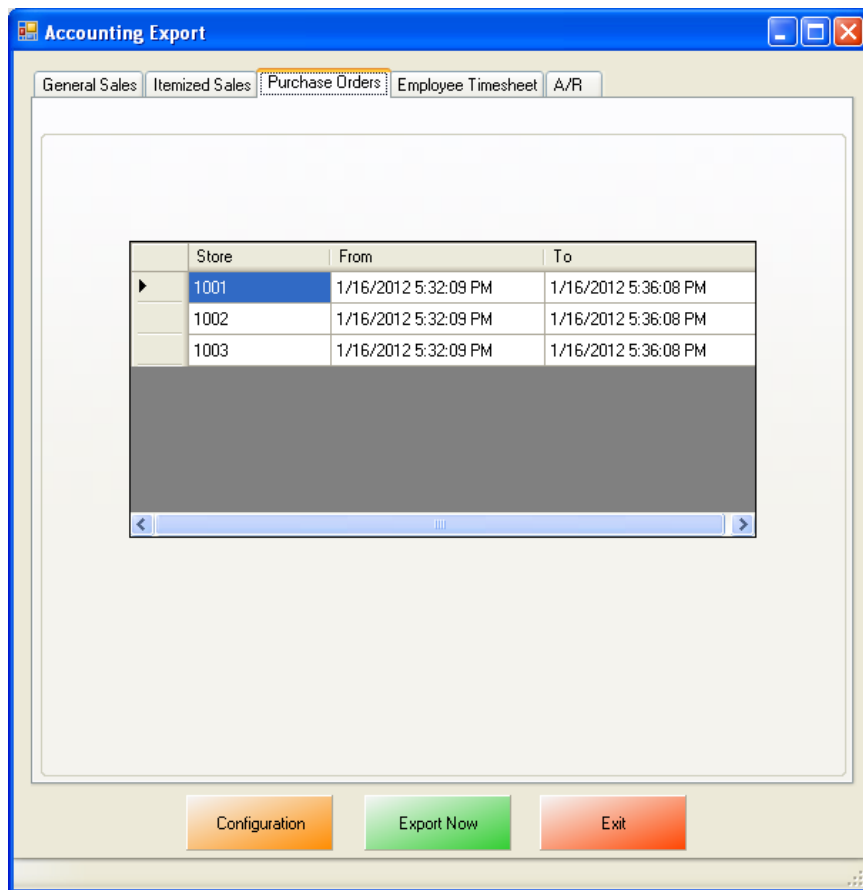 Accounting Export
General Sales Itemized Sales Purchase Orders Employee Timesheet A/R
Store From To
1001 1/16/2012 5:32:09 PM 1/16/2012 5:36:08 PM
1002 1/16/2012 5:32:09 PM 1/16/2012 5:36:08 PM
1003 1/16/2012 5:32:09 PM 1/16/2012 5:36:08 PM
Configuration Export Now Exit